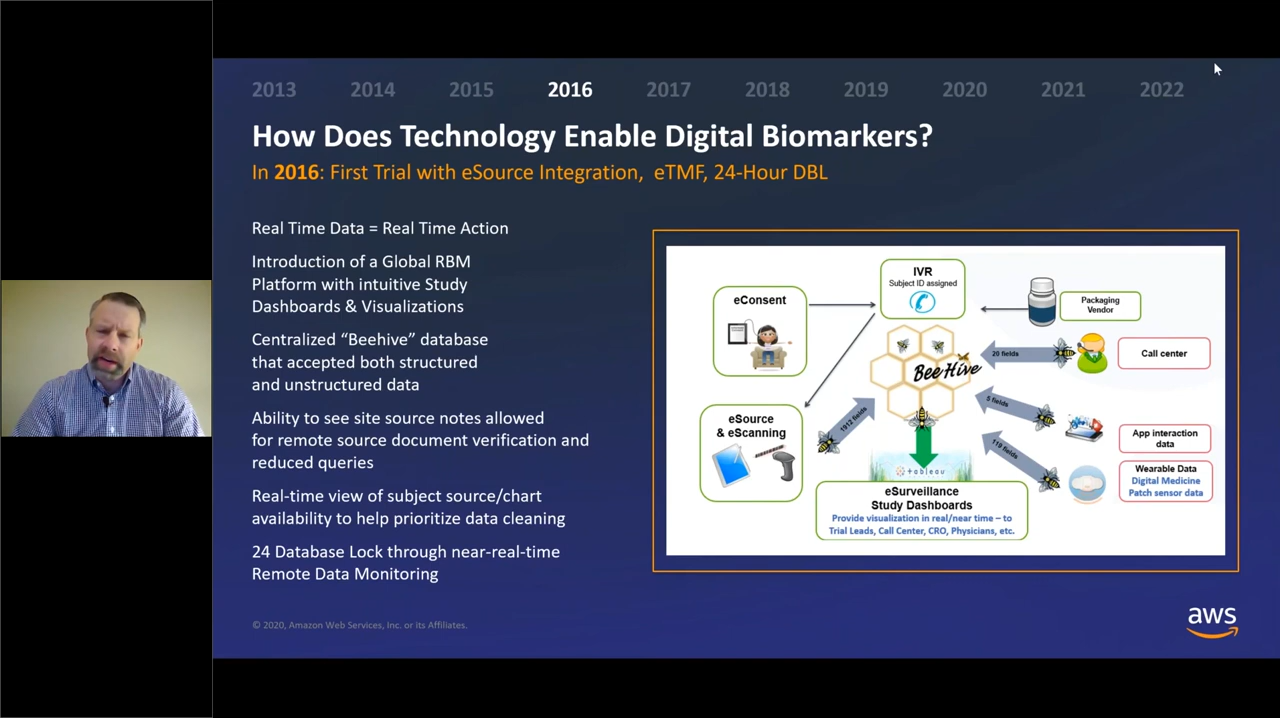 2013 2014 2015 2016 2017 2018 2019 2020 2021 2022
How Does Technology Enable Digital Biomarkers?
In 2016: First Trial with eSource Integration, eTMF, 24-Hour DBL
Real Time Data = Real Time Action
Introduction of a Global RBM
Platform with intuitive Study
Dashboards & Visualizations
Centralized “Beehive” database
that accepted both structured
and unstructured data
Ability to see site source notes allowed
for remote source document verification and
reduced queries
Real-time view of subject source/chart
availability to help prioritize data cleaning
24 Database Lock through near-real-time
Remote Data Monitoring
eConsent
IVR
Subject ID assigned
Packaging
Vendor
BeeHive
20 fields
Call center
eSource
& eScanning
1912 fields
5 fields
App interaction
data
119 fields
Wearable Data
Digital Medicine
Patch sensor data
+ableau
eSurveillance
Study Dashboards
Provide visualization in real/near time – to
Trial Leads, Call Center, CRO, Physicians, etc.
© 2020, Amazon Web Services, Inc. or its Affiliates.
aws